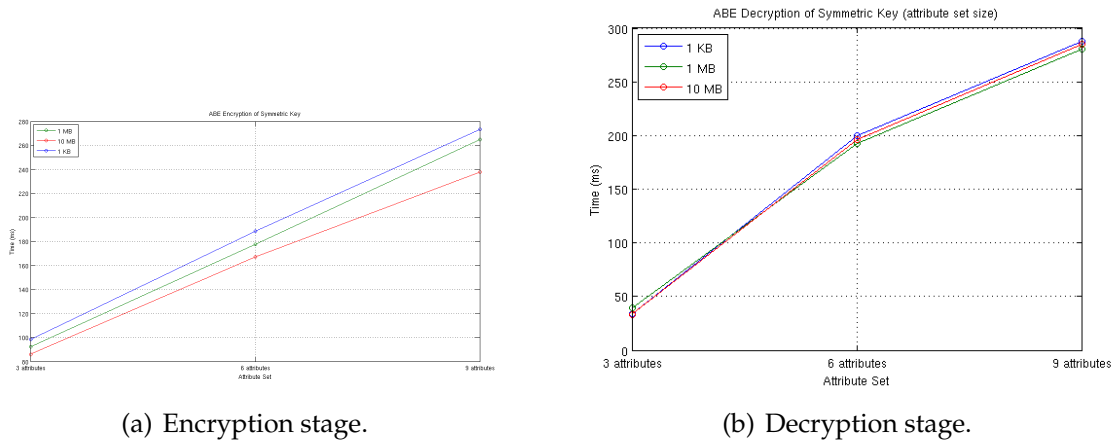 ABE Encryption of Symmetric Key
1 MB
10 MB
1 KB
Time (ms)
280
260
240
220
200
180
160
140
120
100
80
3 attributes
6 attributes
9 attributes
Attribute Set
(a) Encryption stage.
ABE Decryption of Symmetric Key (attribute set size)
1 KB
1 MB
10 MB
Time (ms)
300
250
200
150
100
50
0
3 attributes
6 attributes
9 attributes
Attribute Set
(b) Decryption stage.